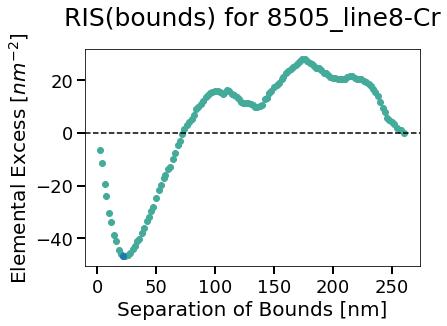 RIS(bounds) for 8505_line8-Cr
Elemental Excess [nm⁻²]
20
0
−20
−40
0 50 100 150 200 250
Separation of Bounds [nm]